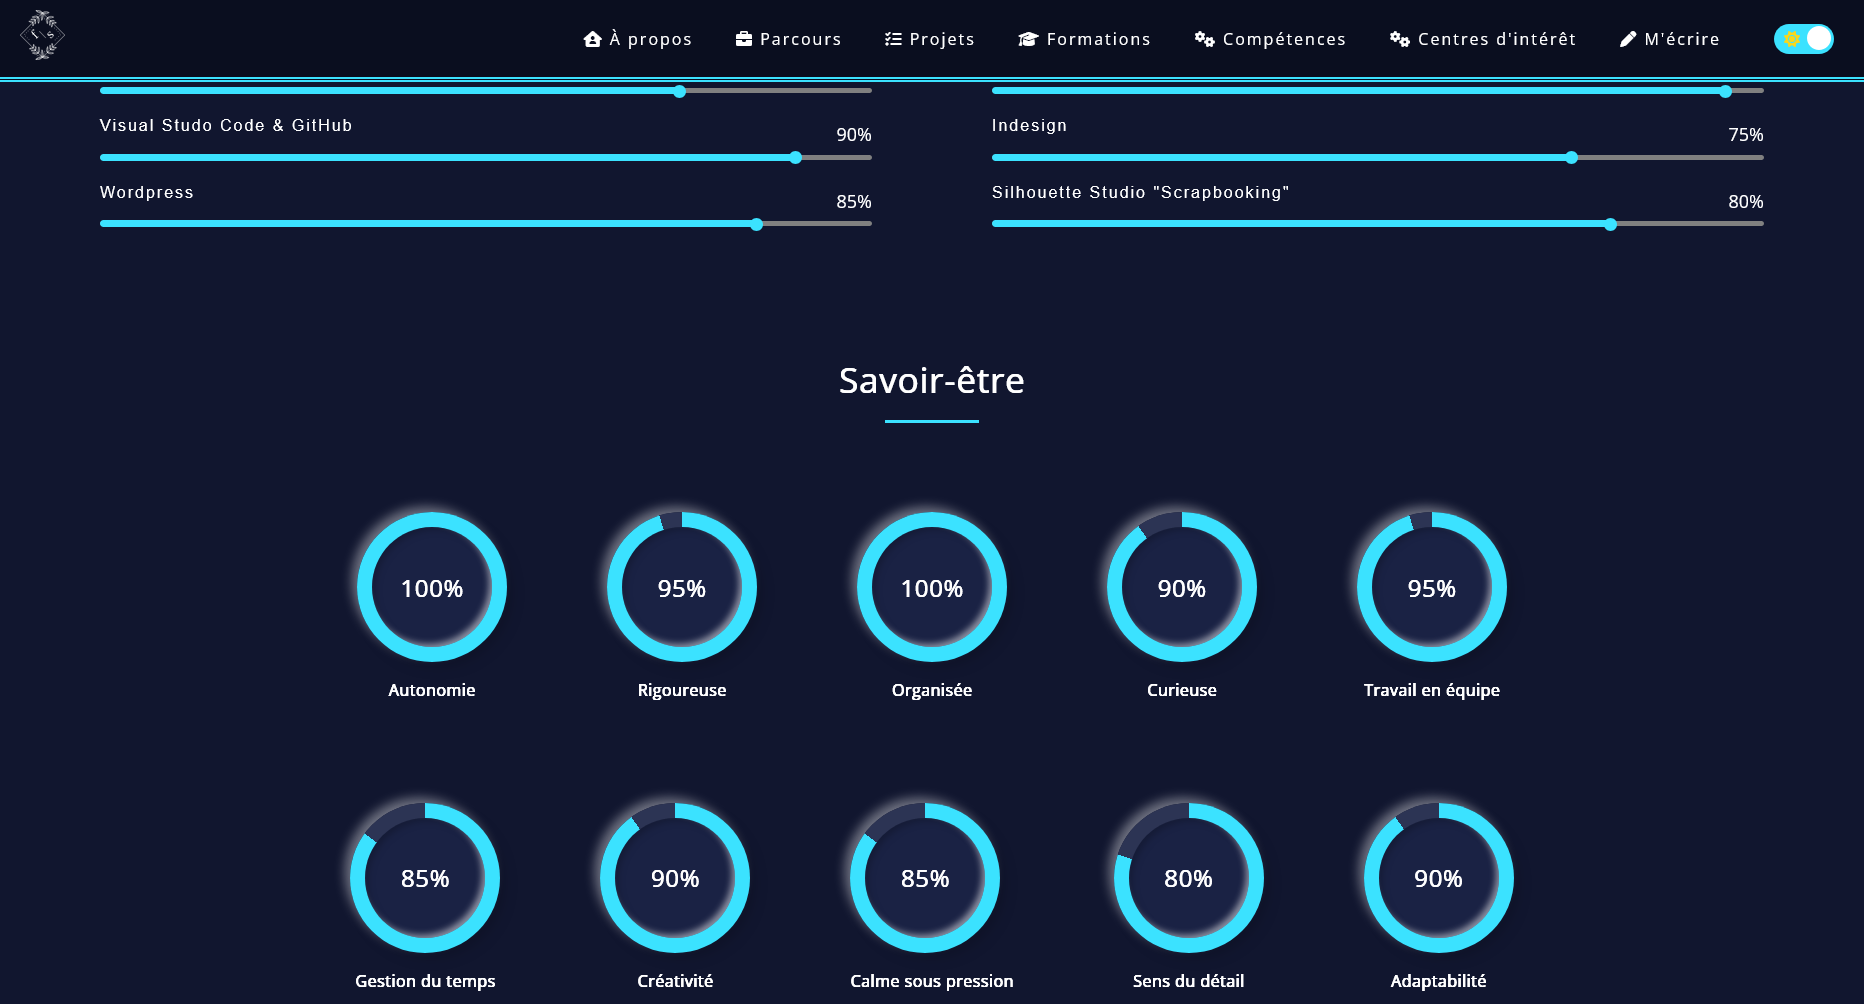 f s
À propos
Parcours
Projets
Formations
Compétences
Centres d'intérêt
M'écrire
Visual Studo Code & GitHub
90%
Indesign
75%
Wordpress
85%
Silhouette Studio "Scrapbooking"
80%
Savoir-être
100%
95%
100%
90%
95%
Autonomie
Rigoureuse
Organisée
Curieuse
Travail en équipe
85%
90%
85%
80%
90%
Gestion du temps
Créativité
Calme sous pression
Sens du détail
Adaptabilité